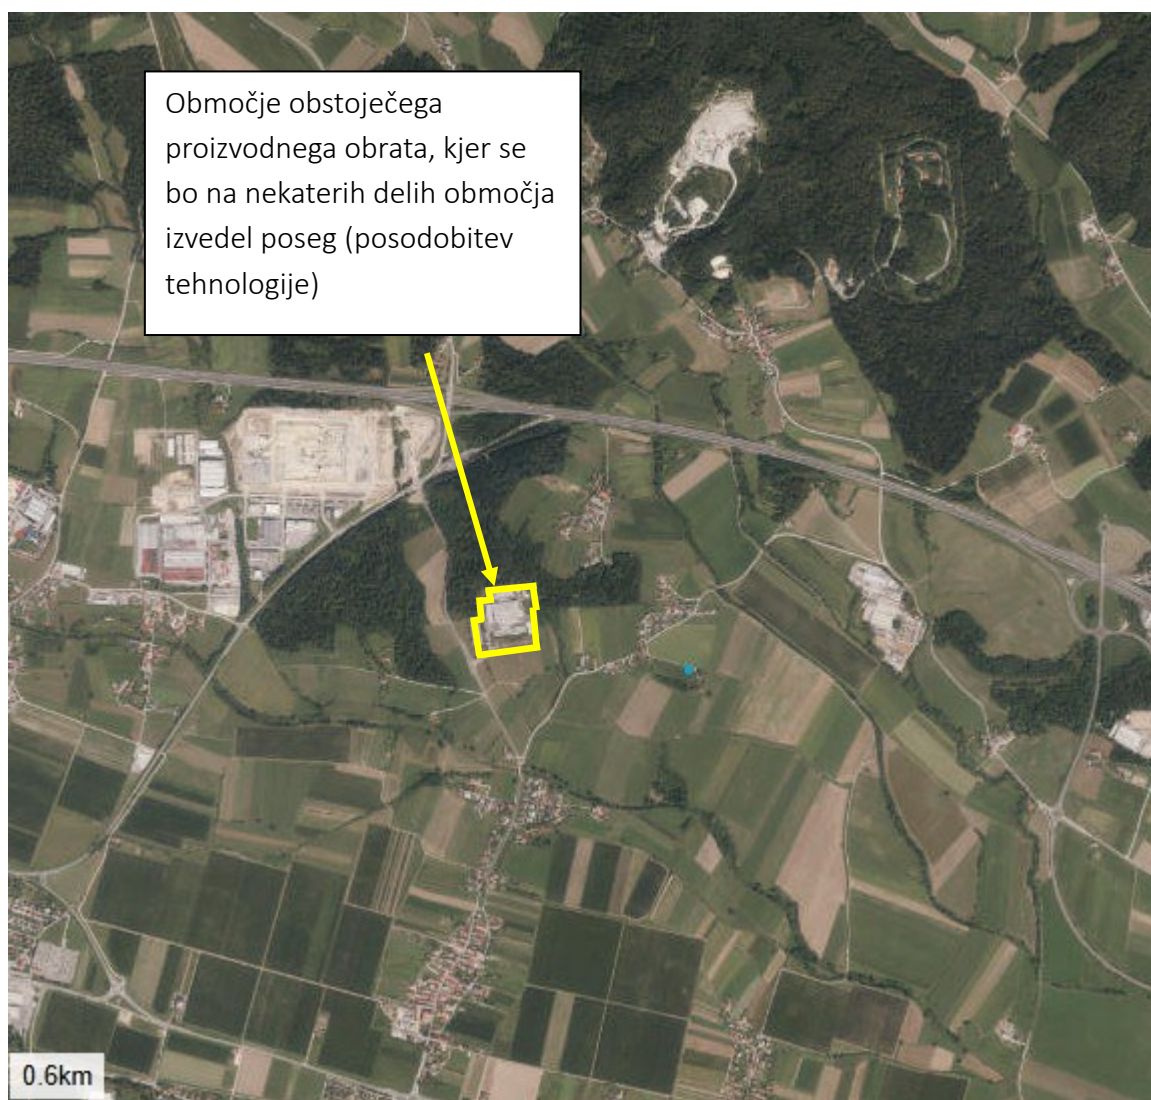 Območje obstoječega
proizvodnega obrata, kjer se
bo na nekaterih delih območja
izvedel poseg (posodobitev
tehnologije)
0.6km